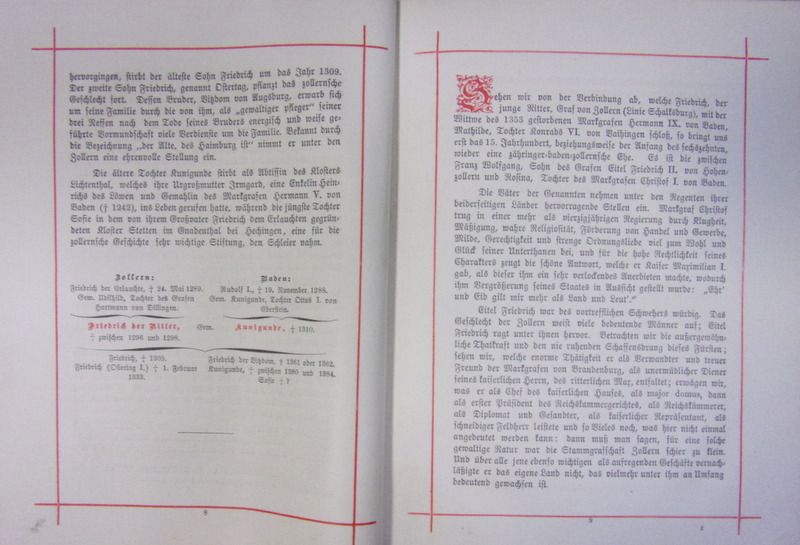 hervorgingen, stirbt der älteste Sohn Friedrich um das Jahr 1309.
Der zweite Sohn Friedrich, genannt Ostertag, pflanzt das zollernsche
Geschlecht fort. Dessen Bruder, Vizdom von Augsburg, erwarb sich
um seine Familie durch die von ihm, als „gewaltiger pfleger“ seiner
drei Neffen nach dem Tode seines Bruders energisch und weise ge-
führte Vormundschaft viele Verdienste um die Familie. Bekannt durch
die Bezeichnung „der Alte, des Haimburg ist“ nimmt er unter den
Zollern eine ehrenvolle Stellung ein.
Die ältere Tochter Kunigunde stirbt als Äbtissin des Klosters
Lichtenthal, welches ihre Urgroßmutter Irmgard, eine Enkelin Hein-
richs des Löwen und Gemahlin des Markgrafen Hermann V. von
Baden († 1242), ins Leben gerufen hatte, während die jüngste Tochter
Sofie in dem von ihrem Großvater Friedrich dem Erlauchten gegrün-
deten Kloster Stetten im Gnadenthal bei Hechingen, eine für die
zollernsche Geschichte sehr wichtige Stiftung, den Schleier nahm.
Zollern: Baden:
Friedrich der Erlauchte, † 24. Mai 1289. Rudolf I., † 19. November 1288.
Gem. Udilhild, Tochter des Grafen Gem. Kunigunde, Tochter Ottus I. von
Hartmann von Dillingen. Eberstein.
Friedrich der Ritter, Gem. Kunigunde, † 1310.
† zwischen 1296 und 1298.
Friedrich, † 1309. Friedrich der Vizdom, † 1361 oder 1362.
Friedrich (Ostertag I.) † 1. Februar Kunigunde, † zwischen 1380 und 1384.
1333. Sofie † ?
8
Sehen wir von der Verbindung ab, welche Friedrich, der
junge Ritter, Graf von Zollern (Linie Schalksburg), mit der
Witwe des 1353 gestorbenen Markgrafen Hermann IX. von Baden,
Mathilde, Tochter Konrads VI. von Vaihingen schloß, so bringt uns
erst das 15. Jahrhundert, beziehungsweise der Anfang des sechszehnten,
wieder eine zähringer-baden-zollernsche Ehe. Es ist die zwischen
Franz Wolfgang, Sohn des Grafen Eitel Friedrich II. von Hohen-
zollern und Rosina, Tochter des Markgrafen Christof I. von Baden.
Die Väter der Genannten nehmen unter den Regenten ihrer
beiderseitigen Länder hervorragende Stellen ein. Markgraf Christof
trug in einer mehr als vierzigjährigen Regierung durch Klugheit,
Mäßigung, wahre Religiosität, Förderung von Handel und Gewerbe,
Milde, Gerechtigkeit und strenge Ordnungsliebe viel zum Wohl und
Glück seiner Unterthanen bei, und für die hohe Rechtlichkeit seines
Charakters zeugt die schöne Antwort, welche er Kaiser Maximilian I.
gab, als dieser ihm ein sehr verlockendes Anerbieten machte, wodurch
ihm Vergrößerung seines Staates in Aussicht gestellt wurde: „Ehr'
und Eid gilt mir mehr als Land und Leut'.“
Eitel Friedrich war des vortrefflichen Schwehers würdig. Das
Geschlecht der Zollern weist viele bedeutende Männer auf; Eitel
Friedrich ragt unter ihnen hervor. Betrachten wir die außergewöhn-
liche Thatkraft und den nie ruhenden Schaffensdrang dieses Fürsten;
sehen wir, welche enorme Thätigkeit er als Verwandter und treuer
Freund der Markgrafen von Brandenburg, als unermüdlicher Diener
seines kaiserlichen Herrn, des ritterlichen Max, entfaltet; erwägen wir,
was er als Chef des kaiserlichen Hauses, als major domus, dann
als erster Präsident des Reichskammergerichtes, als Reichskämmerer,
als Diplomat und Gesandter, als kaiserlicher Repräsentant, als
schneidiger Feldherr leistete und so Vieles noch, was hier nicht einmal
angedeutet werden kann: dann muß man sagen, für eine solche
gewaltige Natur war die Stammgrafschaft Zollern schier zu klein.
Und über alle jene ebenso wichtigen als aufregenden Geschäfte vernach-
läßigte er das eigene Land nicht, das vielmehr unter ihm an Umfang
bedeutend gewachsen ist.
9